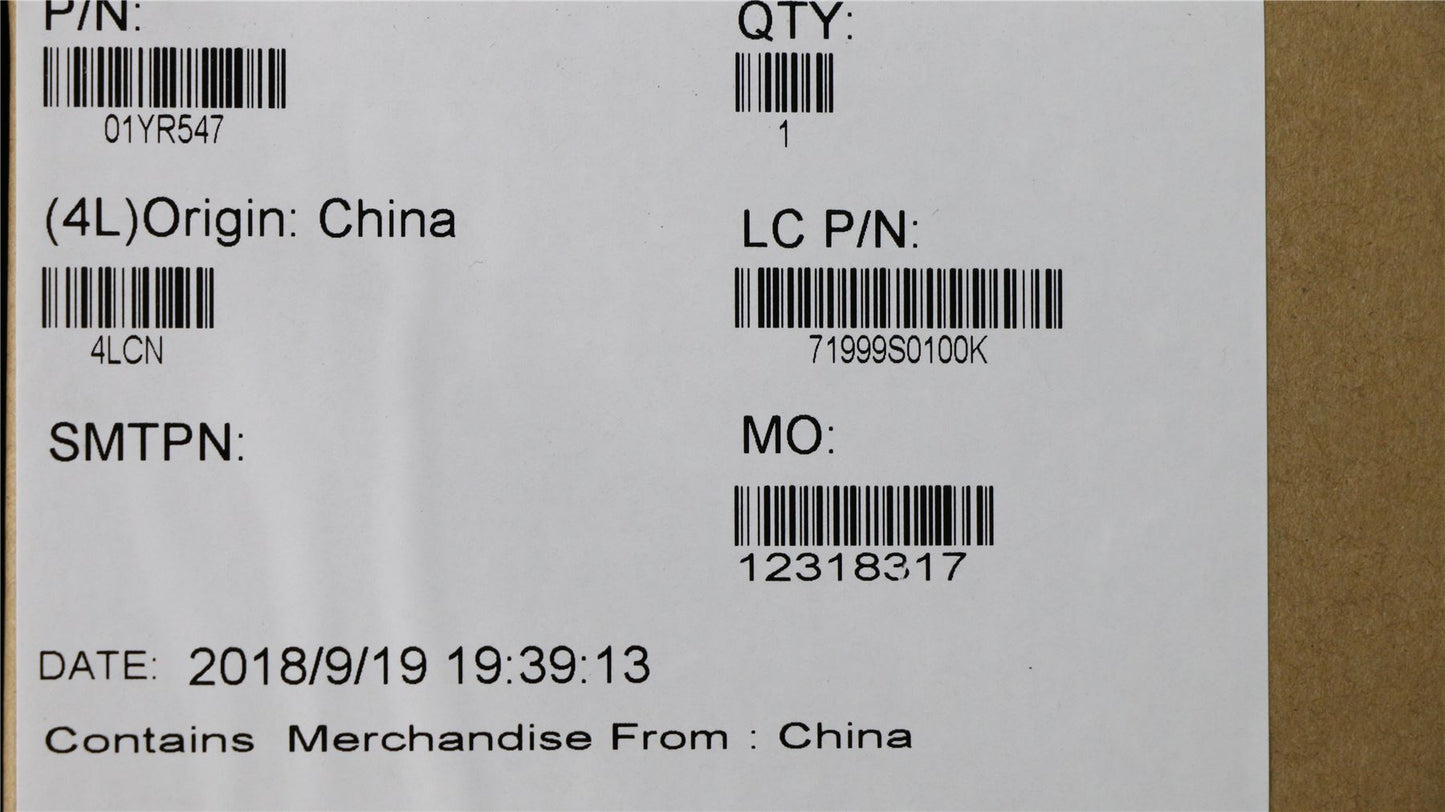 P/N:
01YR547
QTY:
1
(4L)Origin: China
4LCN
LC P/N:
71999S0100K
SMTPN:
MO:
12318317
DATE: 2018/9/19 19:39:13
Contains Merchandise From : China